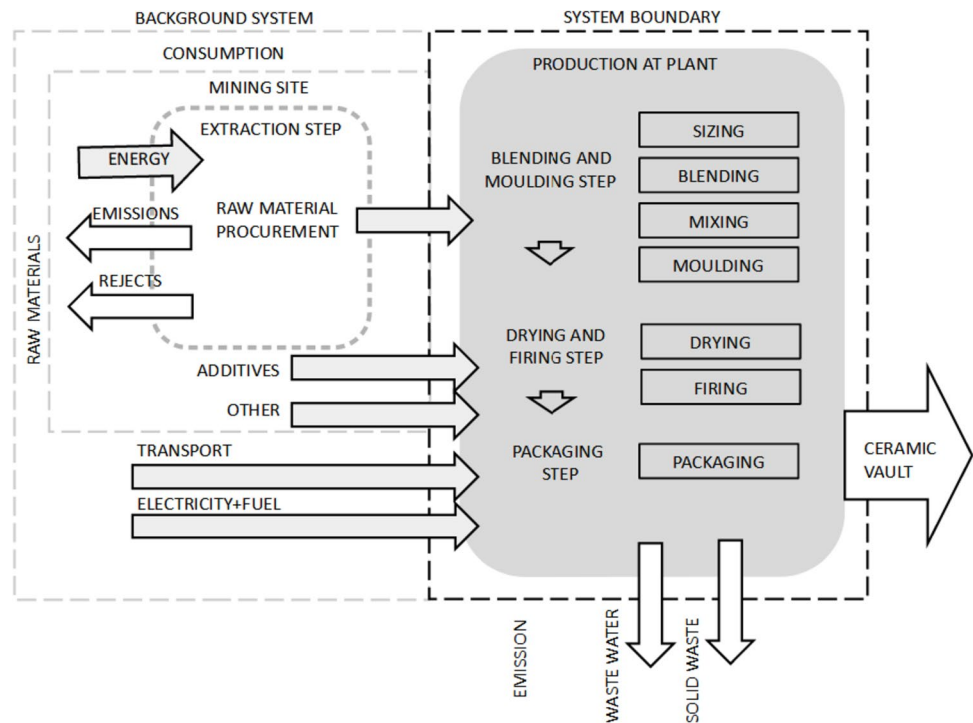 BACKGROUND SYSTEM
SYSTEM BOUNDARY
CONSUMPTION
MINING SITE
EXTRACTION STEP
ENERGY
EMISSIONS
RAW MATERIAL
PROCUREMENT
REJECTS
RAW MATERIALS
ADDITIVES
OTHER
TRANSPORT
ELECTRICITY+FUEL
PRODUCTION AT PLANT
BLENDING AND
MOULDING STEP
SIZING
BLENDING
MIXING
MOULDING
DRYING AND
FIRING STEP
DRYING
FIRING
PACKAGING
STEP
PACKAGING
CERAMIC
VAULT
EMISSION
WASTE WATER
SOLID WASTE